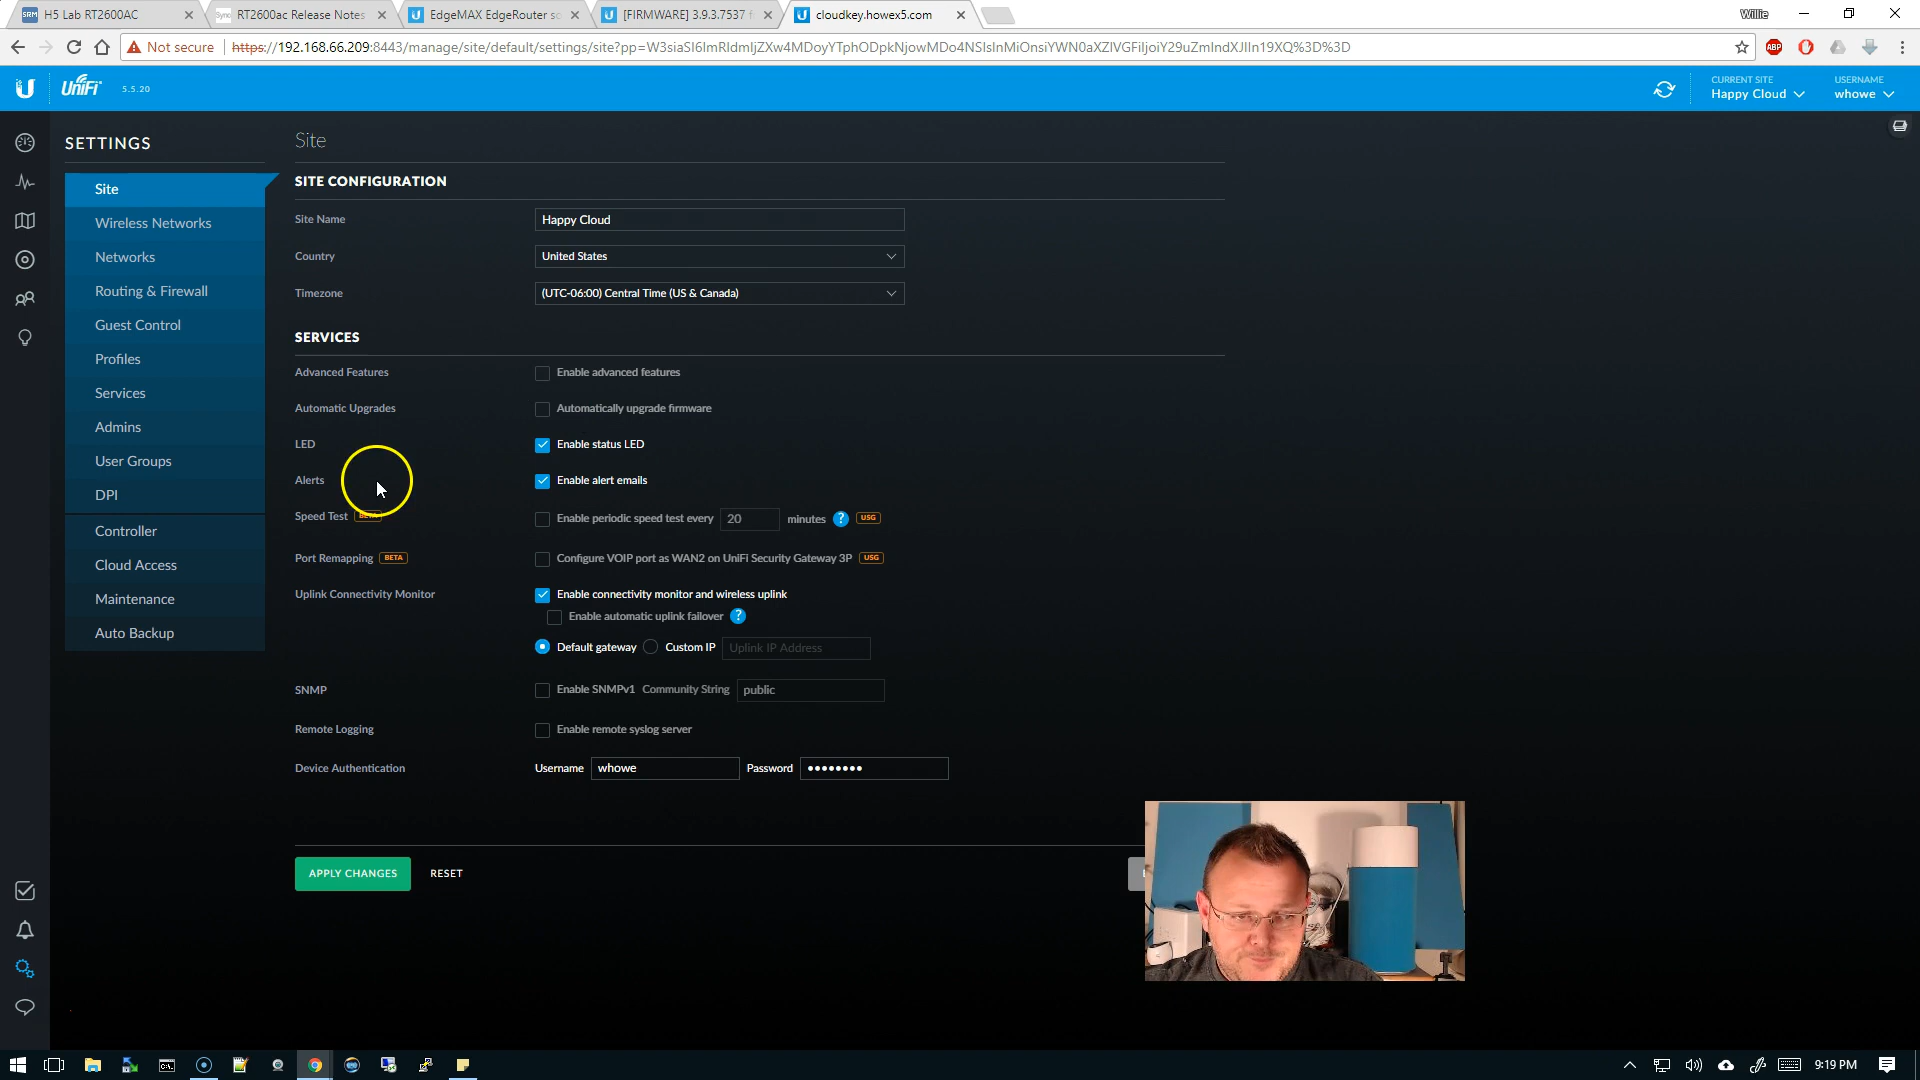 H5 Lab RT2600AC
RT2600ac Release Notes
EdgeMAX EdgeRouter so
[FIRMWARE] 3.9.3.7537 f
cloudkey.howex5.com
Willie
Not secure
https://192.168.66.209:8443/manage/site/default/settings/site?pp=W3siaSI6ImRldmljZXw4MDoyYTphODpkNjowMDo4NSIsInMiOnsiYWN0aXZlVGFiIjoiY29uZmlndXJlIn19XQ%3D%3D
ABP
UniFi 5.5.20
CURRENT SITE
Happy Cloud
USERNAME
whowe
SETTINGS
Site
Wireless Networks
Networks
Routing & Firewall
Guest Control
Profiles
Services
Admins
User Groups
DPI
Controller
Cloud Access
Maintenance
Auto Backup
Site
SITE CONFIGURATION
Site Name Happy Cloud
Country United States
Timezone (UTC-06:00) Central Time (US & Canada)
SERVICES
Advanced Features Enable advanced features
Automatic Upgrades Automatically upgrade firmware
LED Enable status LED
Alerts Enable alert emails
Speed Test BETA Enable periodic speed test every 20 minutes ? USG
Port Remapping BETA Configure VOIP port as WAN2 on UniFi Security Gateway 3P USG
Uplink Connectivity Monitor Enable connectivity monitor and wireless uplink
Enable automatic uplink failover ?
Default gateway Custom IP Uplink IP Address
SNMP Enable SNMPv1 Community String public
Remote Logging Enable remote syslog server
Device Authentication Username whowe Password ••••••••
APPLY CHANGES RESET
9:19 PM